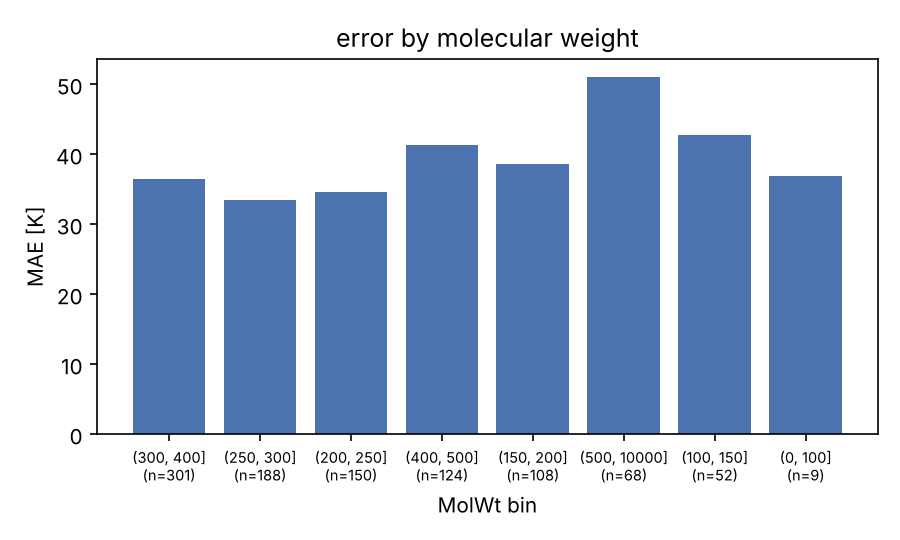 error by molecular weight
MAE [K]
50
40
30
20
10
0
(300, 400] (250, 300] (200, 250] (400, 500] (150, 200] (500, 10000] (100, 150] (0, 100]
(n=301) (n=188) (n=150) (n=124) (n=108) (n=68) (n=52) (n=9)
MolWt bin